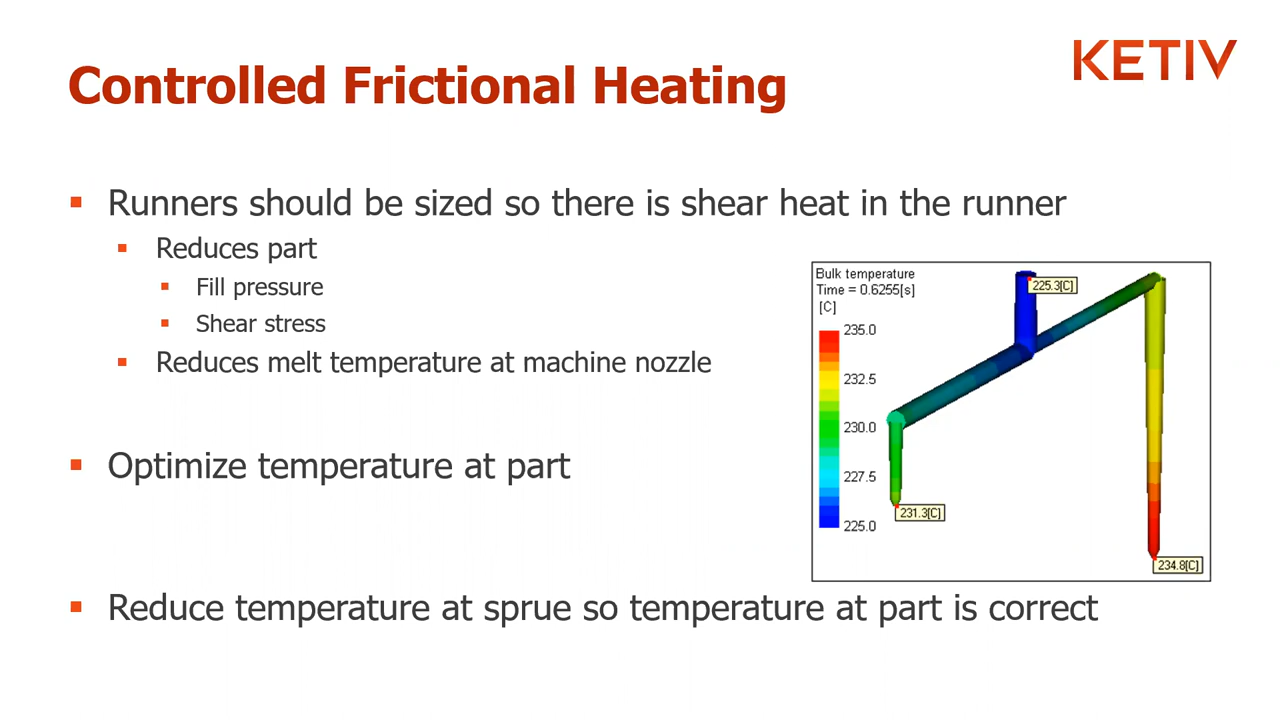 KETIV
Controlled Frictional Heating
Runners should be sized so there is shear heat in the runner
Reduces part
Fill pressure
Shear stress
Reduces melt temperature at machine nozzle
Optimize temperature at part
Reduce temperature at sprue so temperature at part is correct
Bulk temperature
Time = 0.6255[s]
[C]
235.0
232.5
230.0
227.5
225.0
225.3[C]
231.3[C]
234.8[C]